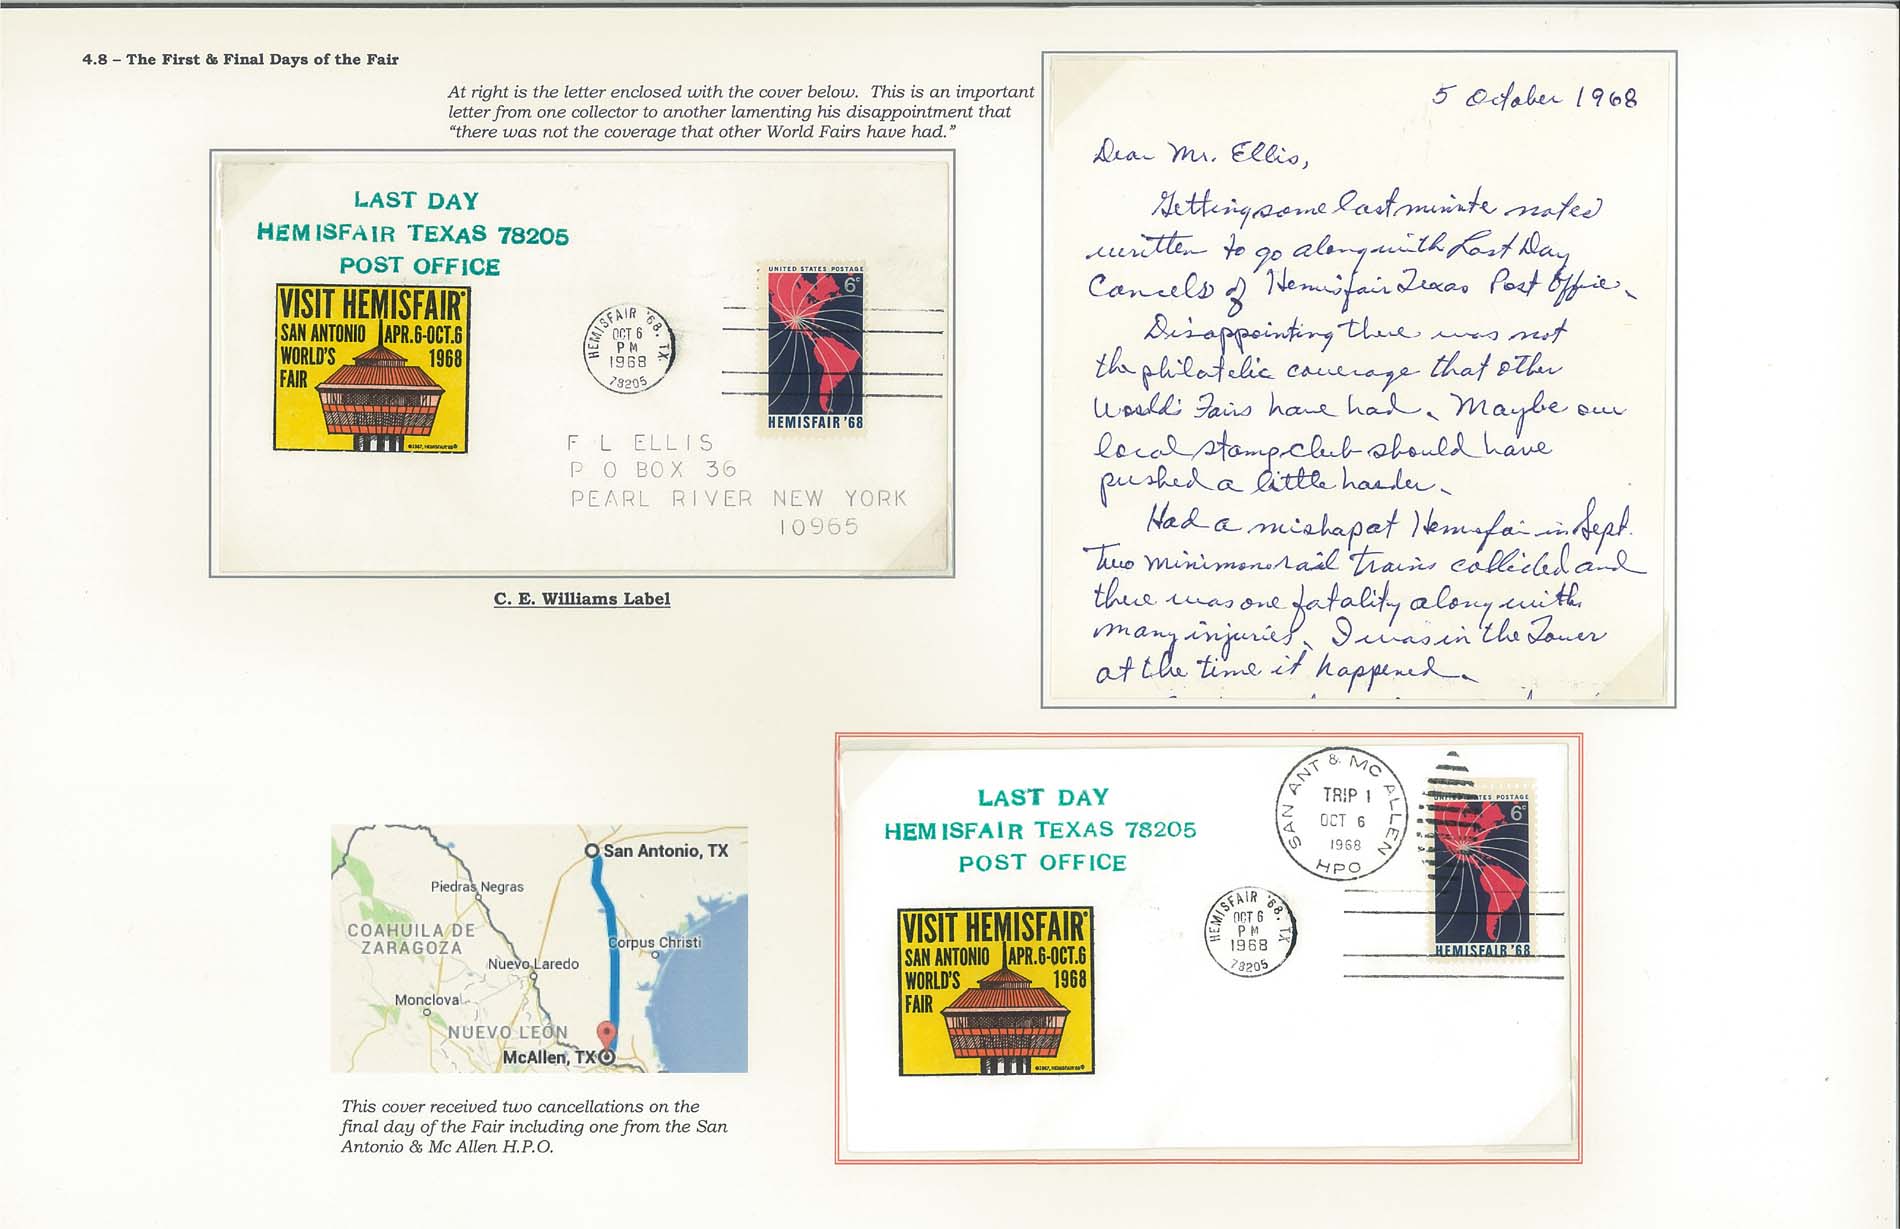 4.8 – The First & Final Days of the Fair
At right is the letter enclosed with the cover below.  This is an important
letter from one collector to another lamenting his disappointment that
“there was not the coverage that other World Fairs have had.”
LAST DAY
HEMISFAIR TEXAS 78205
POST OFFICE
VISIT HEMISFAIR
SAN ANTONIO APR.6-OCT.6
WORLD'S 1968
FAIR
©1967, HEMISFAIR'68
HEMISFAIR '68. TX.
OCT 6
PM
1968
78205
UNITED STATES POSTAGE
6c
HEMISFAIR '68
F L ELLIS
P O BOX 36
PEARL RIVER NEW YORK
10965
C. E. Williams Label
5 October 1968
Dear Mr. Ellis,
Getting some last minute notes
written to go along with Last Day
Cancels of Hemisfair Texas Post Office.
Disappointing there was not
the philatelic coverage that other
World's Fairs have had. Maybe our
local stamp club should have
pushed a little harder.
Had a mishap at Hemisfair in Sept.
Two minimonorail trains collided and
there was one fatality along with
many injuries. I was in the Tower
at the time it happened.
San Antonio, TX
Piedras Negras
COAHUILA DE
ZARAGOZA
Corpus Christi
Nuevo Laredo
Monclova
NUEVO LEÓN
McAllen, TX
This cover received two cancellations on the
final day of the Fair including one from the San
Antonio & Mc Allen H.P.O.
LAST DAY
HEMISFAIR TEXAS 78205
POST OFFICE
VISIT HEMISFAIR
SAN ANTONIO APR.6-OCT.6
WORLD'S 1968
FAIR
©1967, HEMISFAIR'68
SAN ANT & MC ALLEN
TRIP 1
OCT 6
1968
HPO
HEMISFAIR '68. TX
OCT 6
PM
1968
78205
UNITED STATES POSTAGE
6c
HEMISFAIR '68